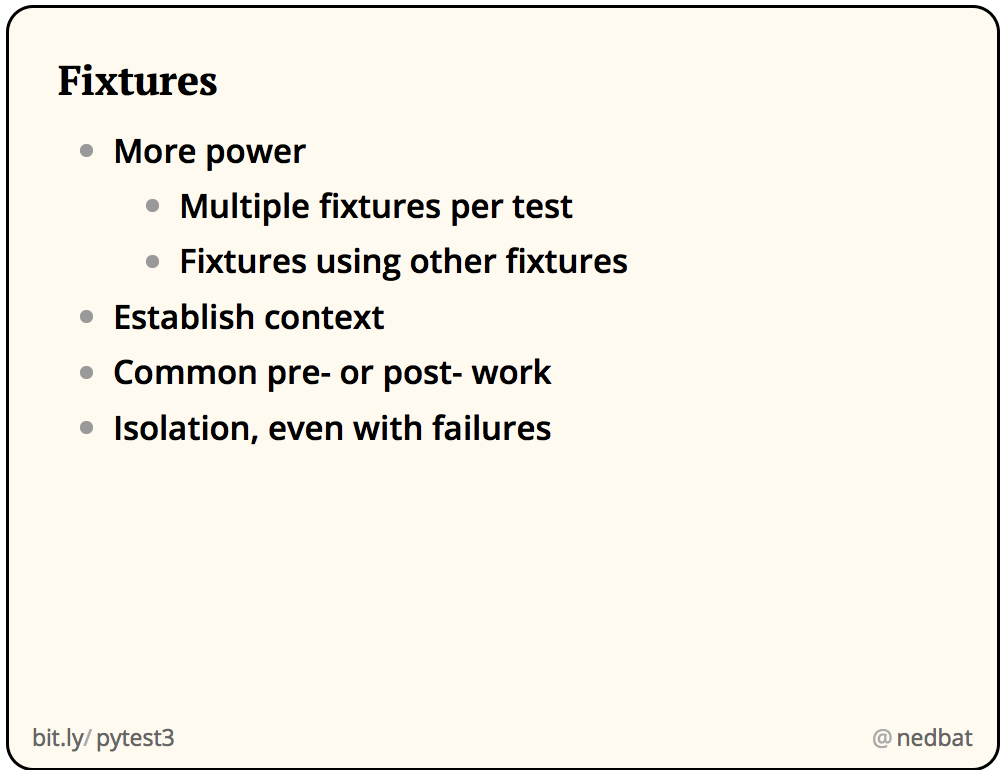 Fixtures
More power
Multiple fixtures per test
Fixtures using other fixtures
Establish context
Common pre- or post- work
Isolation, even with failures
bit.ly/ pytest3
@ nedbat